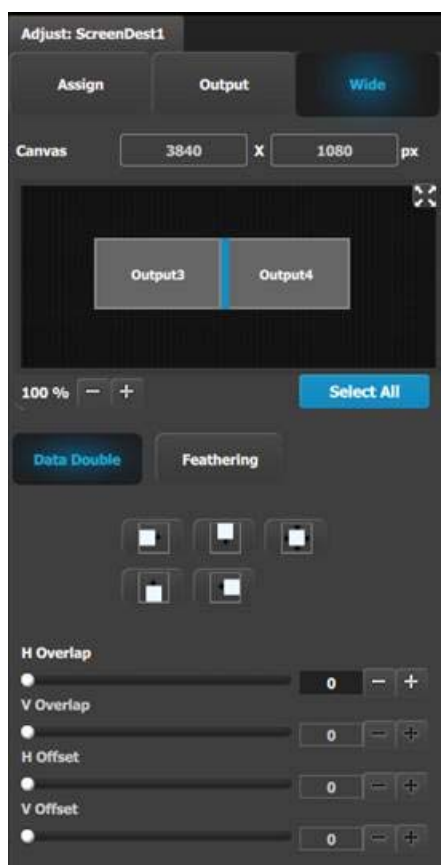 Adjust: ScreenDest1
Assign Output Wide
Canvas 3840 X 1080 px
Output3 Output4
100 % − + Select All
Data Double Feathering
H Overlap
0 − +
V Overlap
0 − +
H Offset
0 − +
V Offset
0 − +